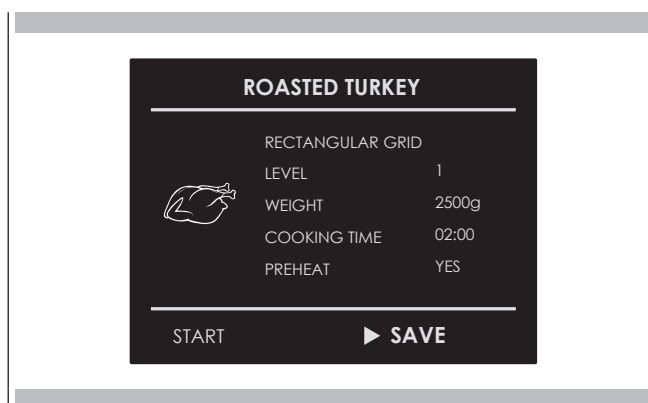 ROASTED TURKEY
RECTANGULAR GRID
LEVEL 1
WEIGHT 2500g
COOKING TIME 02:00
PREHEAT YES
START ▶ SAVE